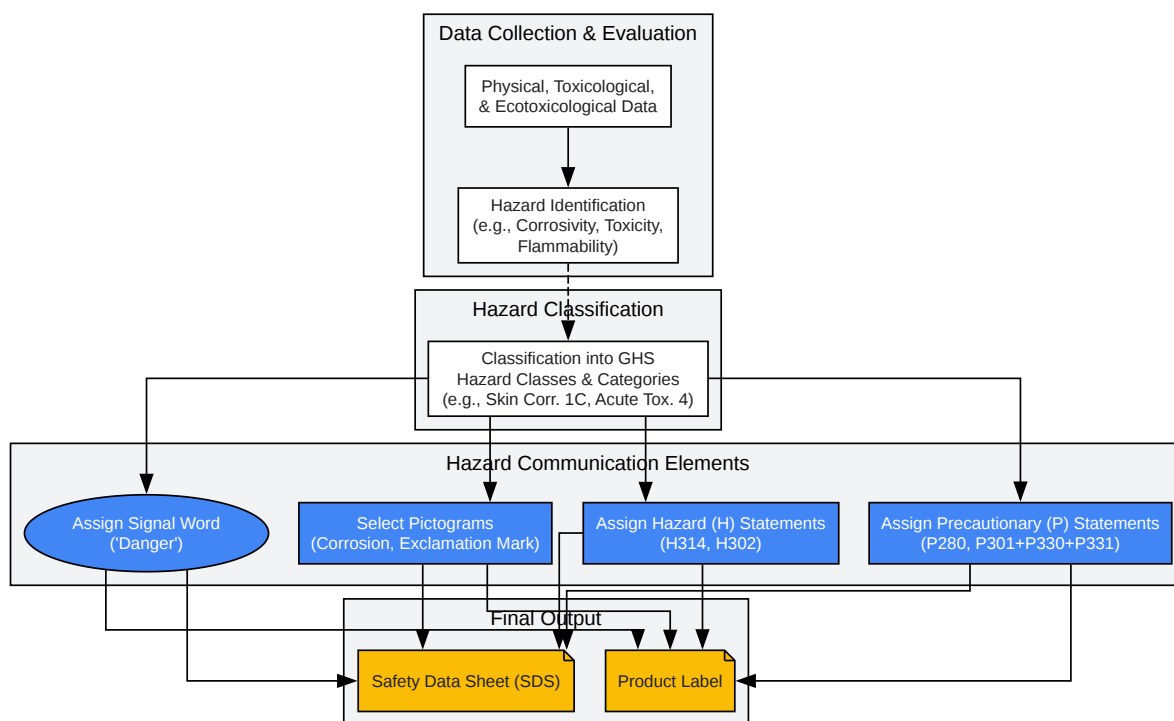 Data Collection & Evaluation
Physical, Toxicological,
& Ecotoxicological Data
Hazard Identification
(e.g., Corrosivity, Toxicity,
Flammability)
Hazard Classification
Classification into GHS
Hazard Classes & Categories
(e.g., Skin Corr. 1C, Acute Tox. 4)
Hazard Communication Elements
Assign Signal Word
('Danger')
Select Pictograms
(Corrosion, Exclamation Mark)
Assign Hazard (H) Statements
(H314, H302)
Assign Precautionary (P) Statements
(P280, P301+P330+P331)
Final Output
Safety Data Sheet (SDS)
Product Label